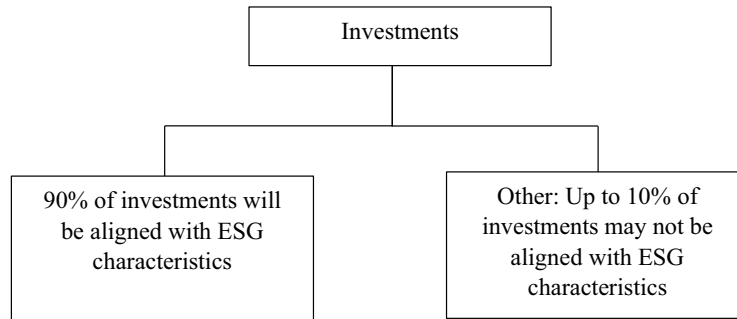 Investments
90% of investments will
be aligned with ESG
characteristics
Other: Up to 10% of
investments may not be
aligned with ESG
characteristics